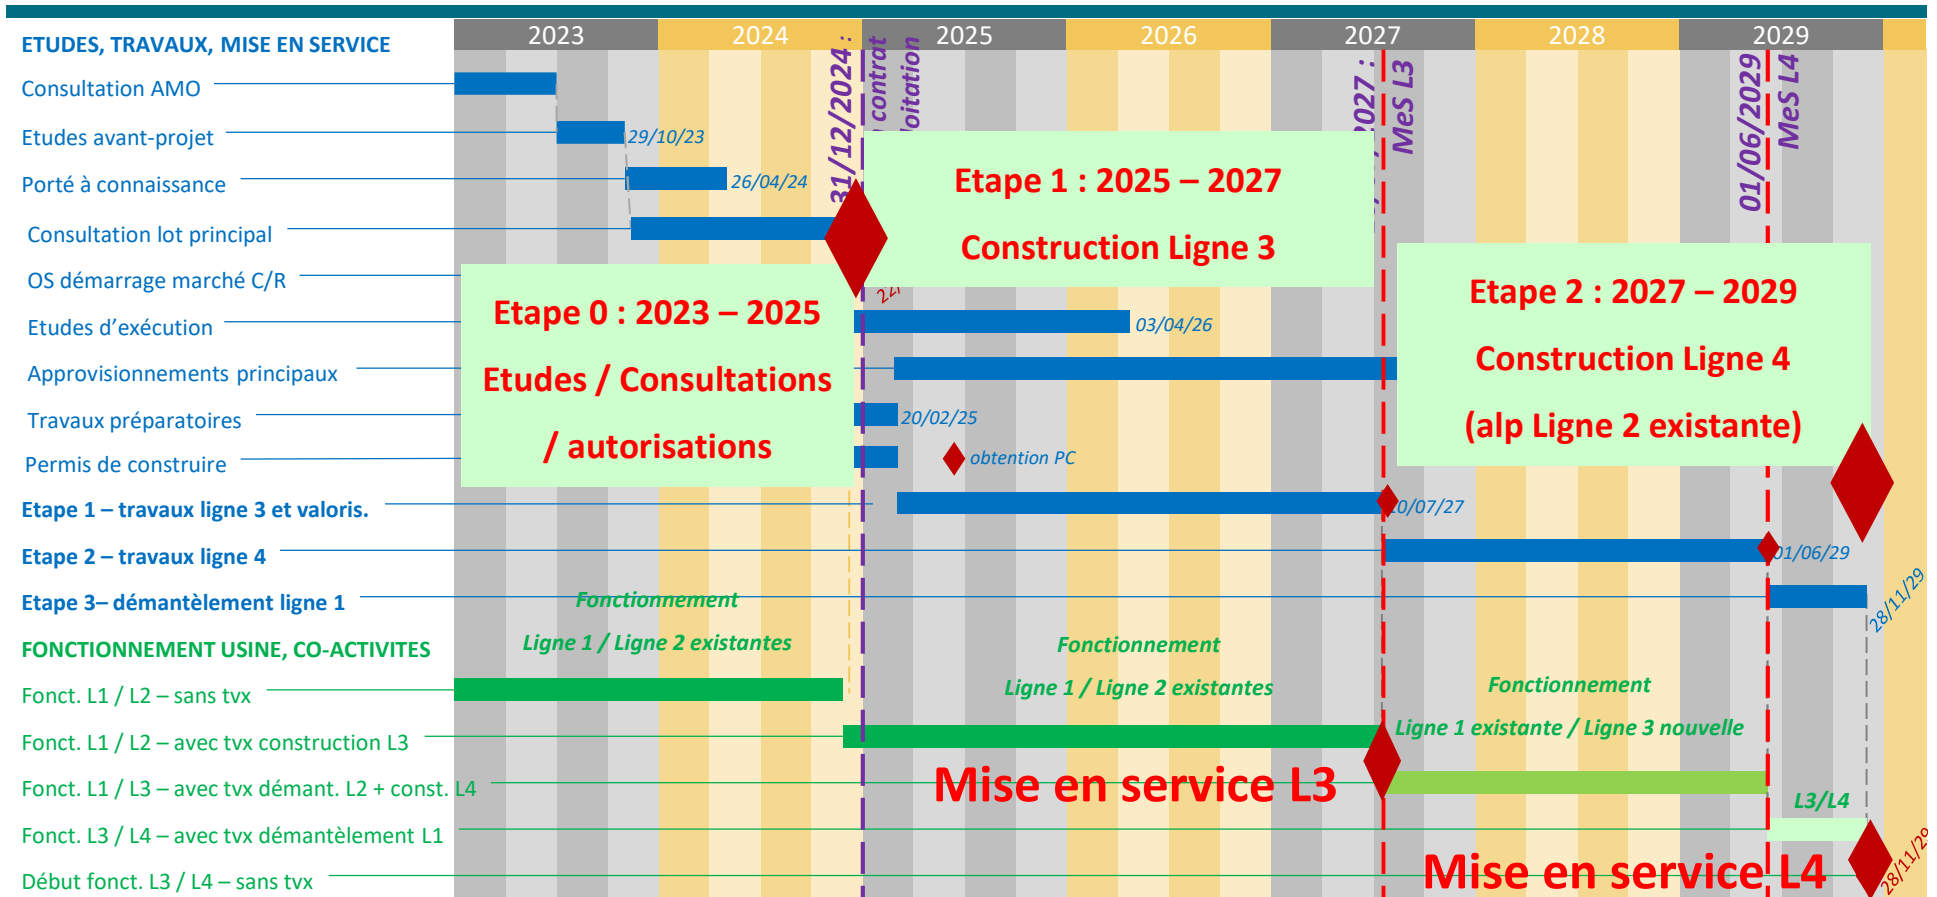 2023 2024 2025 2026 2027 2028 2029
ETUDES, TRAVAUX, MISE EN SERVICE
Consultation AMO
Etudes avant-projet
29/10/23
Porté à connaissance
26/04/24
Consultation lot principal
OS démarrage marché C/R
Etudes d'exécution
03/04/26
Approvisionnements principaux
Travaux préparatoires
20/02/25
Permis de construire
obtention PC
Etape 1 – travaux ligne 3 et valoris.
Etape 2 – travaux ligne 4
01/06/29
Etape 3– démantèlement ligne 1
28/11/29
31/12/2024 :
contrat
2027 :
MeS L3
01/06/2029
MeS L4
Etape 0 : 2023 – 2025
Etudes / Consultations
/ autorisations
Etape 1 : 2025 – 2027
Construction Ligne 3
Etape 2 : 2027 – 2029
Construction Ligne 4
(alp Ligne 2 existante)
FONCTIONNEMENT USINE, CO-ACTIVITES
Fonct. L1 / L2 – sans tvx
Fonct. L1 / L2 – avec tvx construction L3
Fonct. L1 / L3 – avec tvx démant. L2 + const. L4
Fonct. L3 / L4 – avec tvx démantèlement L1
Début fonct. L3 / L4 – sans tvx
Fonctionnement
Ligne 1 / Ligne 2 existantes
Fonctionnement
Ligne 1 / Ligne 2 existantes
Fonctionnement
Ligne 1 existante / Ligne 3 nouvelle
L3/L4
Mise en service L3
Mise en service L4
28/11/29